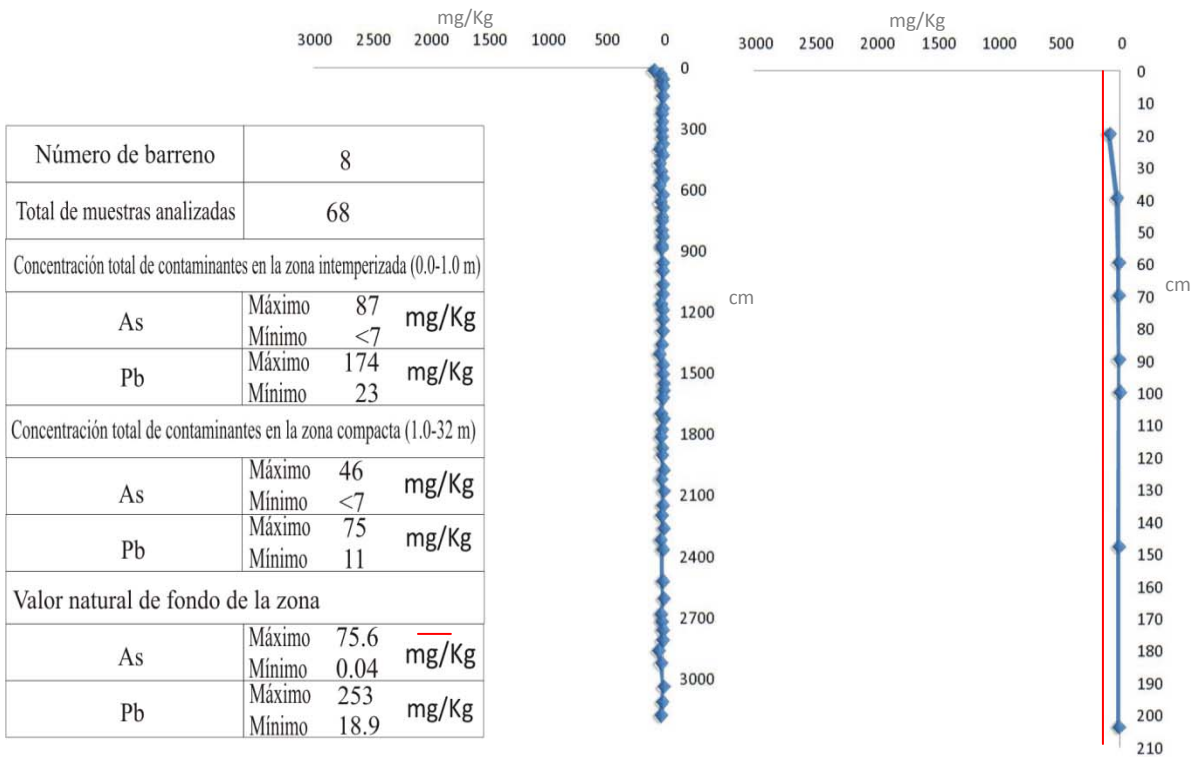 Número de barreno 8
Total de muestras analizadas 68
Concentración total de contaminantes en la zona intemperizada (0.0-1.0 m)
As Máximo 87 mg/Kg
Mínimo <7
Pb Máximo 174 mg/Kg
Mínimo 23
Concentración total de contaminantes en la zona compacta (1.0-32 m)
As Máximo 46 mg/Kg
Mínimo <7
Pb Máximo 75 mg/Kg
Mínimo 11
Valor natural de fondo de la zona
As Máximo 75.6 mg/Kg
Mínimo 0.04
Pb Máximo 253 mg/Kg
Mínimo 18.9
mg/Kg
3000 2500 2000 1500 1000 500 0
0
300
600
900
1200
1500
1800
2100
2400
2700
3000
cm
mg/Kg
3000 2500 2000 1500 1000 500 0
0
10
20
30
40
50
60
70
80
90
100
110
120
130
140
150
160
170
180
190
200
210
cm